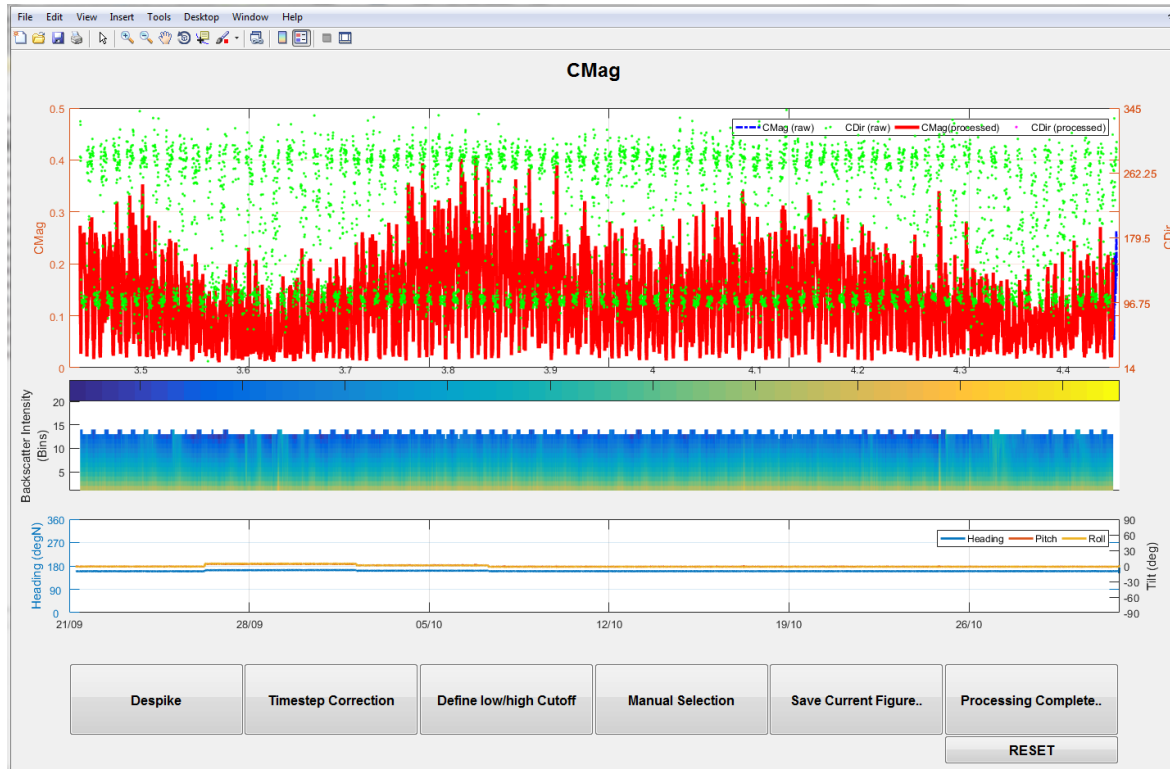 File Edit View Insert Tools Desktop Window Help
CMag
0.5
0.4
0.3
0.2
0.1
0
CMag
345
262.25
179.5
96.75
14
CDir
CMag (raw) CDir (raw) CMag(processed) CDir (processed)
3.5 3.6 3.7 3.8 3.9 4 4.1 4.2 4.3 4.4
20
15
10
5
Backscatter Intensity
(Bins)
360
270
180
90
0
Heading (degN)
90
60
30
0
-30
-60
-90
Tilt (deg)
Heading Pitch Roll
21/09 28/09 05/10 12/10 19/10 26/10
Despike Timestep Correction Define low/high Cutoff Manual Selection Save Current Figure.. Processing Complete..
RESET